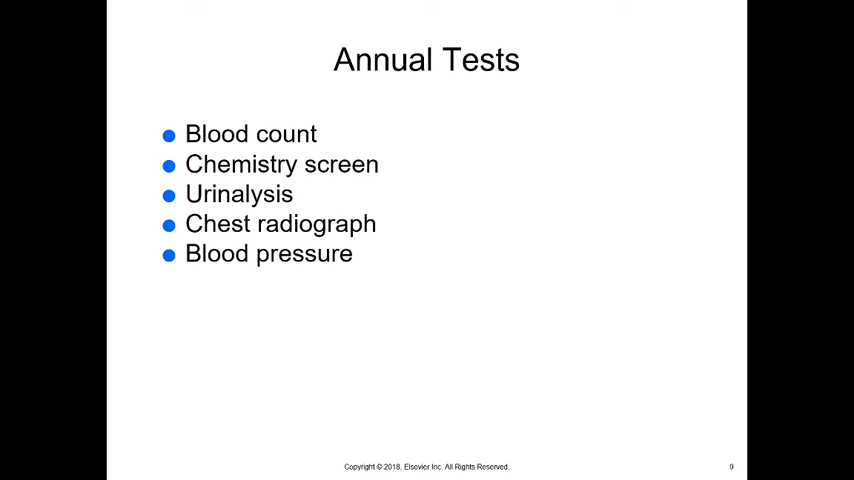 Annual Tests
Blood count
Chemistry screen
Urinalysis
Chest radiograph
Blood pressure
Copyright © 2018, Elsevier Inc. All Rights Reserved.
9